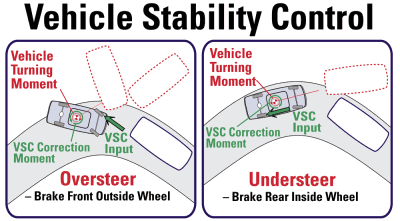 Vehicle Stability Control
Vehicle
Turning
Moment
VSC
Input
VSC Correction
Moment
Oversteer
– Brake Front Outside Wheel
Vehicle
Turning
Moment
VSC
Input
VSC Correction
Moment
Understeer
– Brake Rear Inside Wheel